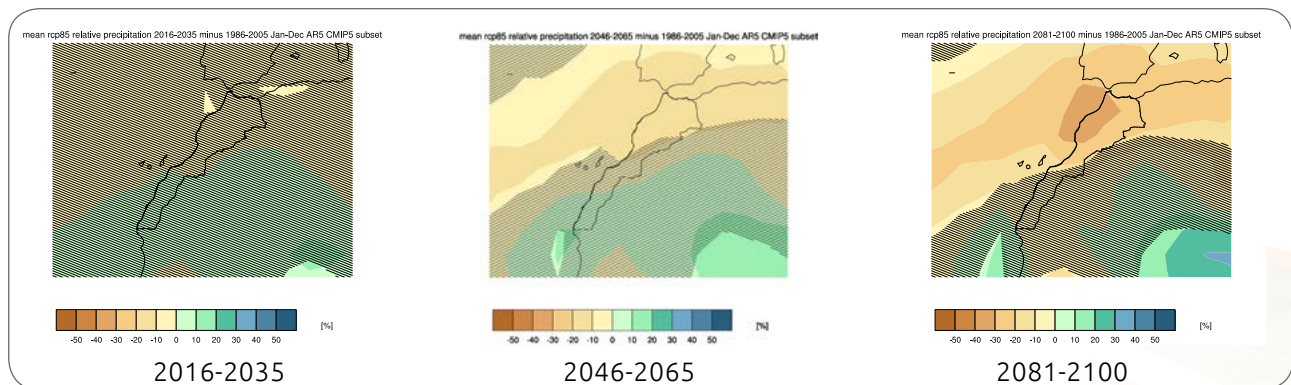 mean rcp85 relative precipitation 2016-2035 minus 1986-2005 Jan-Dec AR5 CMIP5 subset
-50 -40 -30 -20 -10 0 10 20 30 40 50 [%]
2016-2035
mean rcp85 relative precipitation 2046-2065 minus 1986-2005 Jan-Dec AR5 CMIP5 subset
-50 -40 -30 -20 -10 0 10 20 30 40 50 [%]
2046-2065
mean rcp85 relative precipitation 2081-2100 minus 1986-2005 Jan-Dec AR5 CMIP5 subset
-50 -40 -30 -20 -10 0 10 20 30 40 50 [%]
2081-2100